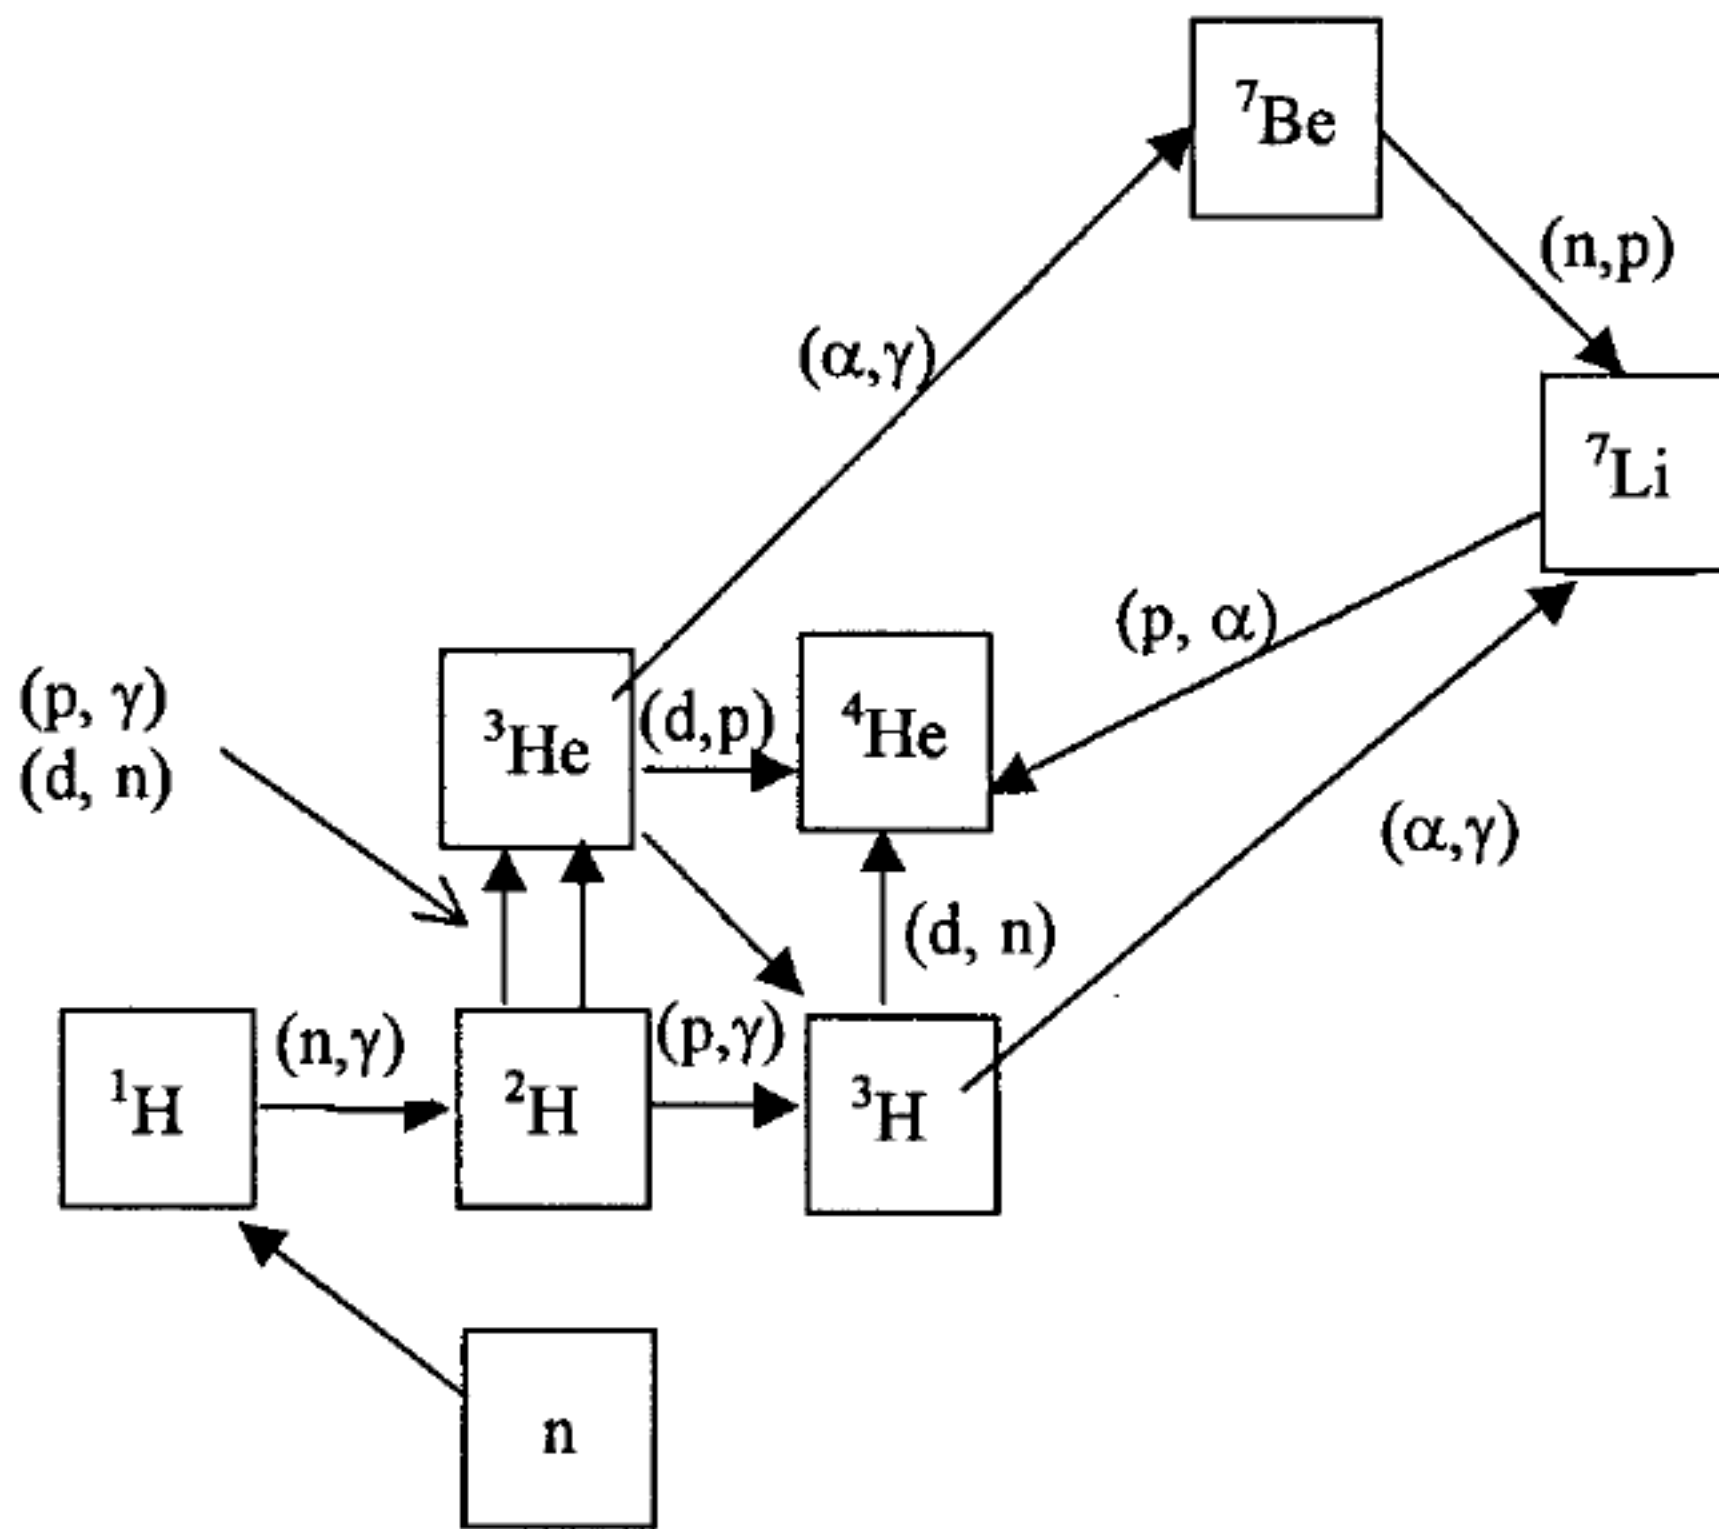 ⁷Be
(n,p)
(α,γ)
⁷Li
(p, α)
(p, γ)
(d, n)
³He
(d,p)
⁴He
(α,γ)
(d, n)
¹H
(n,γ)
²H
(p,γ)
³H
n